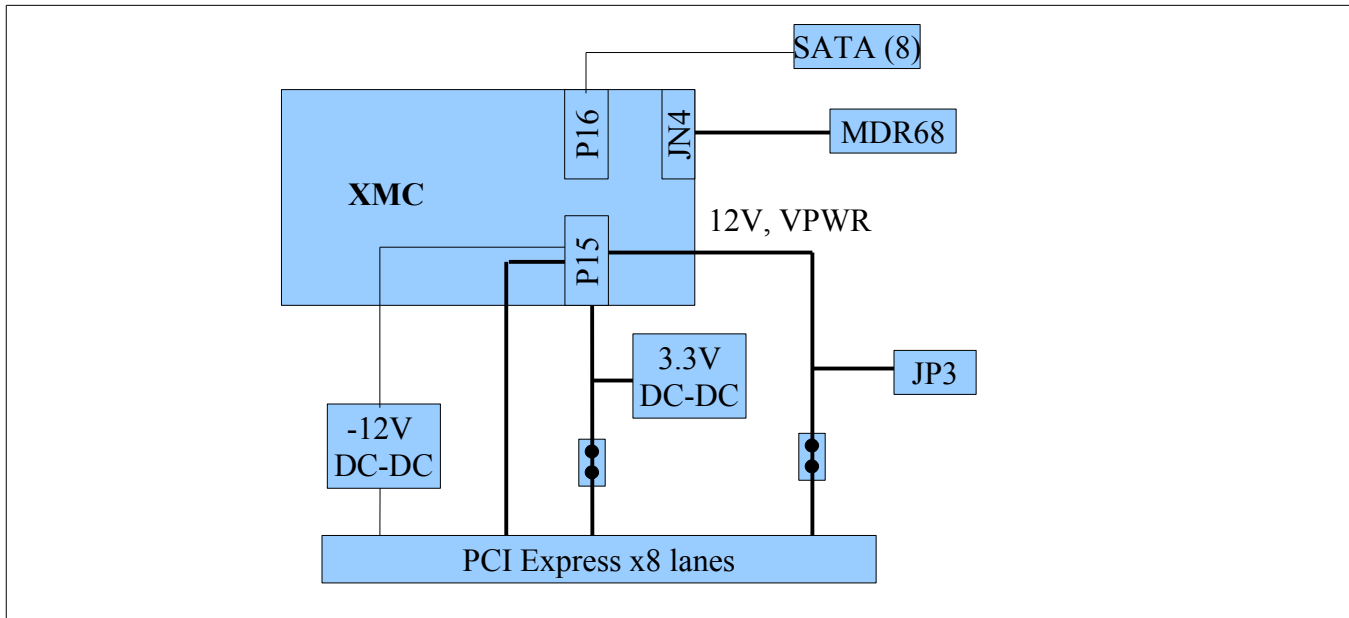 SATA (8)
P16
JN4
MDR68
XMC
12V, VPWR
P15
3.3V
DC-DC
JP3
-12V
DC-DC
PCI Express x8 lanes